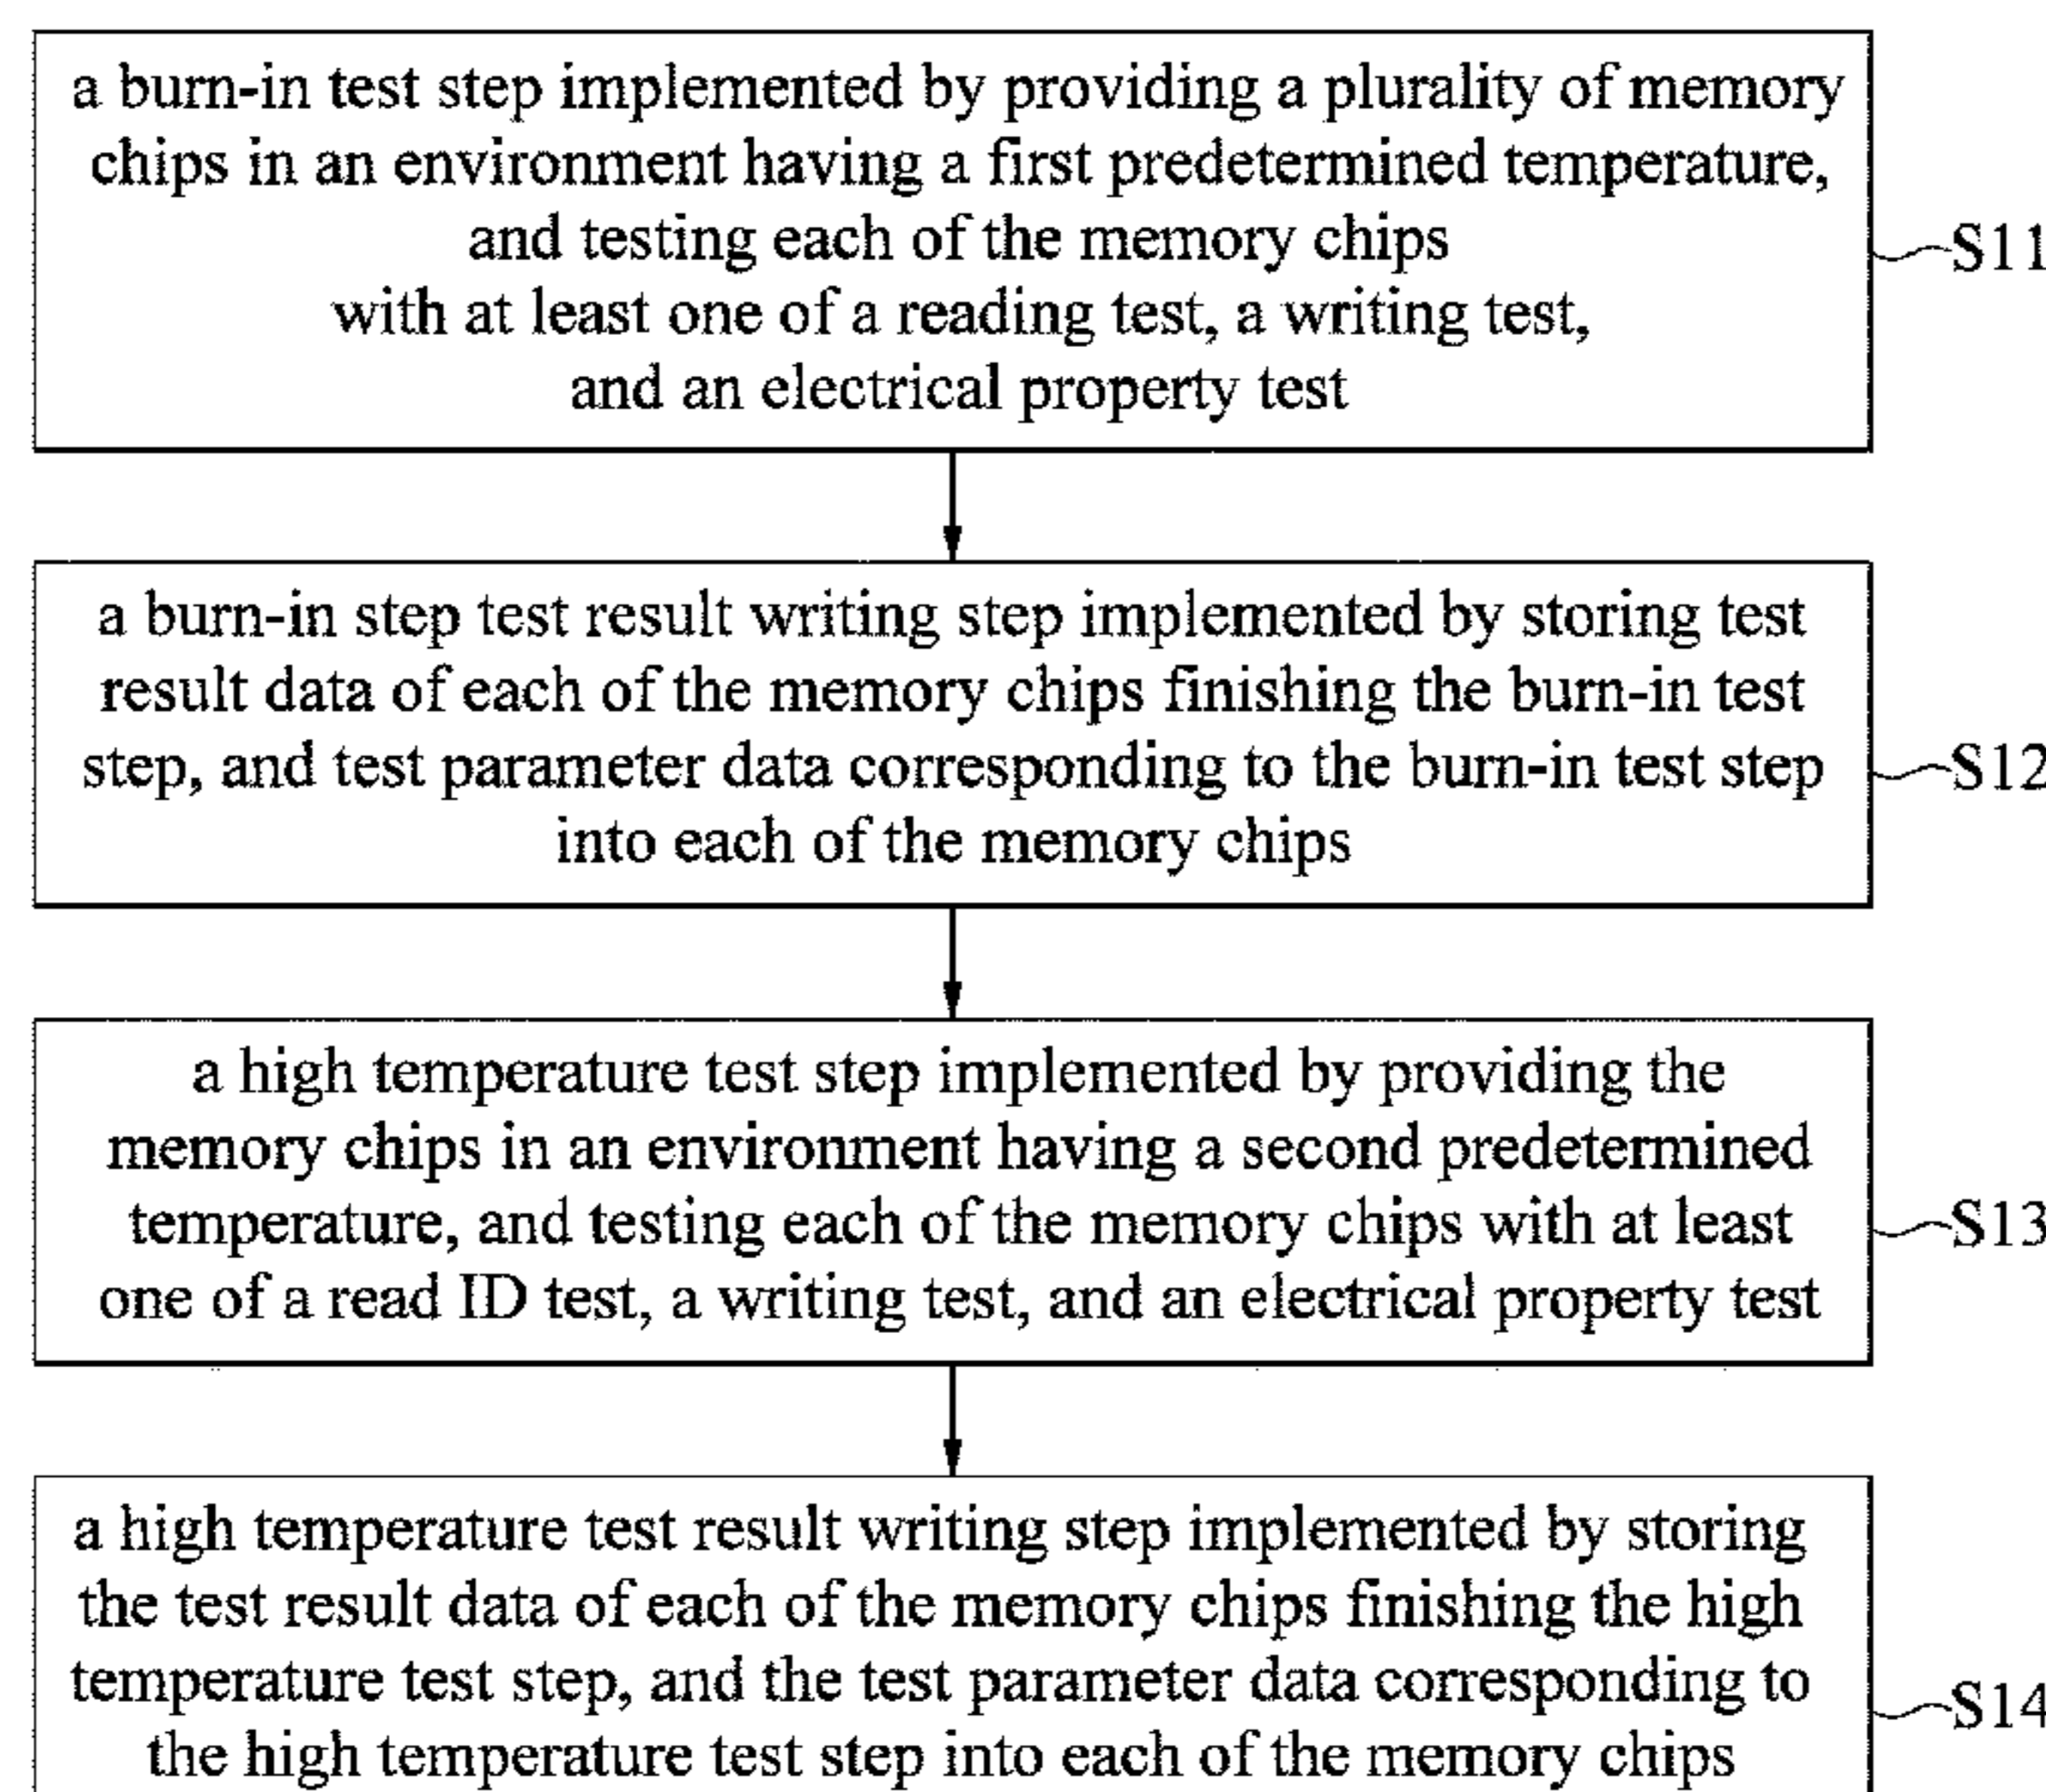 a burn-in test step implemented by providing a plurality of memory
chips in an environment having a first predetermined temperature,
and testing each of the memory chips
with at least one of a reading test, a writing test,
and an electrical property test
S11
a burn-in step test result writing step implemented by storing test
result data of each of the memory chips finishing the burn-in test
step, and test parameter data corresponding to the burn-in test step
into each of the memory chips
S12
a high temperature test step implemented by providing the
memory chips in an environment having a second predetermined
temperature, and testing each of the memory chips with at least
one of a read ID test, a writing test, and an electrical property test
S13
a high temperature test result writing step implemented by storing
the test result data of each of the memory chips finishing the high
temperature test step, and the test parameter data corresponding to
the high temperature test step into each of the memory chips
S14